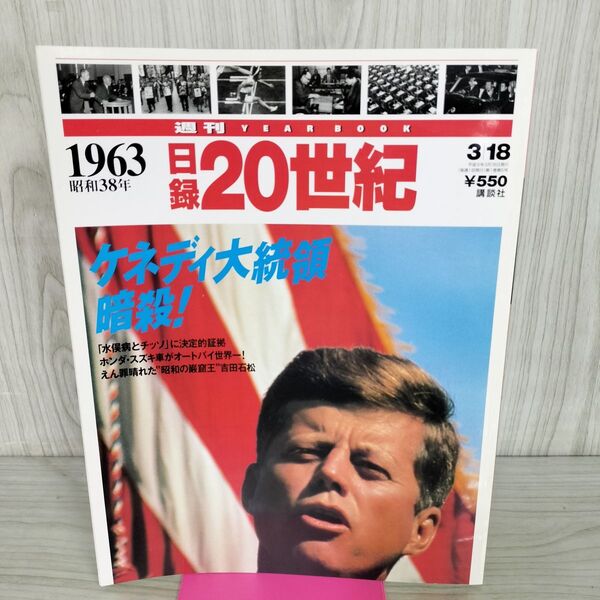 週刊 YEAR BOOK
1963
昭和38年
日録20世紀
3 18
¥550
講談社
ケネディ大統領
暗殺!
「水俣病とチッソ」に決定的証拠
ホンダ・スズキ車がオートバイ世界一!
えん罪晴れた"昭和の巌窟王"吉田石松